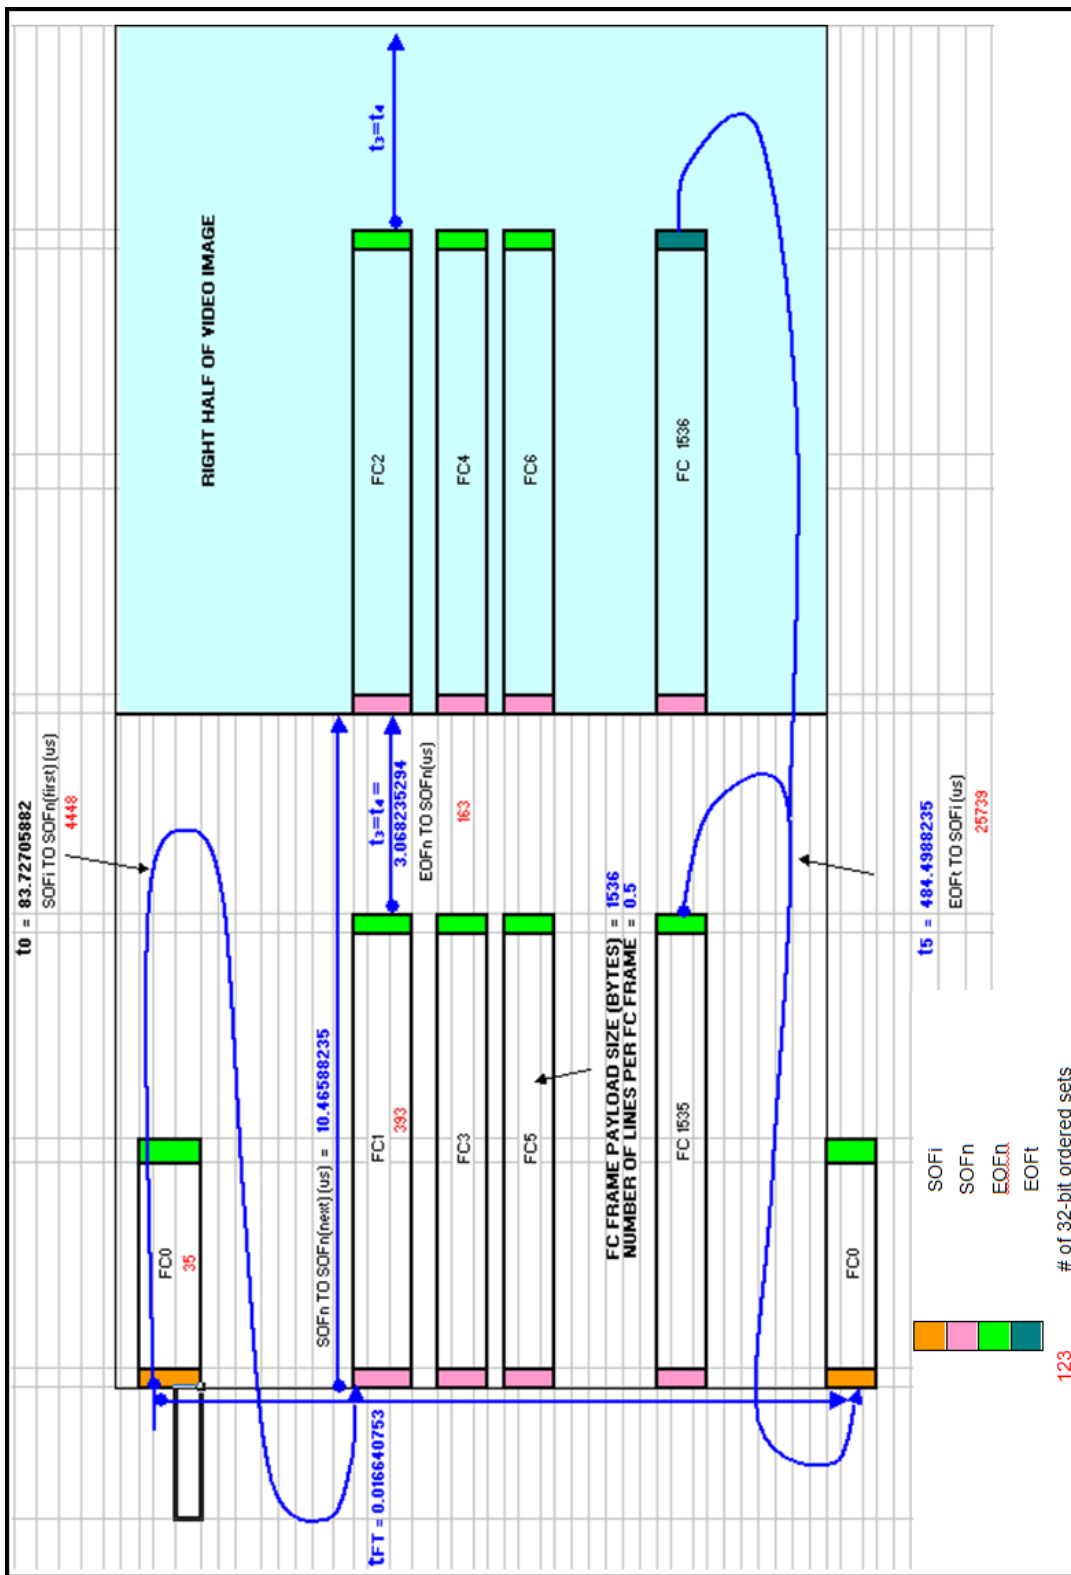 t0 = 83.72705882
SOFi TO SOFn(first) (us)
4448
RIGHT HALF OF VIDEO IMAGE
FC0
35
SOFn TO SOFn(next) (us) = 10.46588235
tFT = 0.016640753
FC1
393
t3=t4 =
3.068235294
EOFn TO SOFn(us)
163
FC2
t3=t4
FC3
FC4
FC5
FC6
FC FRAME PAYLOAD SIZE (BYTES) = 1536
NUMBER OF LINES PER FC FRAME = 0.5
FC 1535
FC 1536
FC0
t5 = 484.4988235
EOFt TO SOFi (us)
25739
SOFi
SOFn
EOFn
EOFt
123 # of 32-bit ordered sets